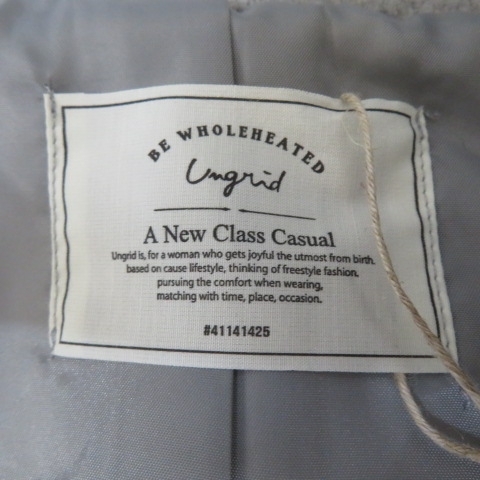 BE WHOLEHEATED
Ungrid
A New Class Casual
Ungrid is, for a woman who gets joyful the utmost from birth.
based on cause lifestyle, thinking of freestyle fashion.
pursuing the comfort when wearing,
matching with time, place, occasion.
#41141425